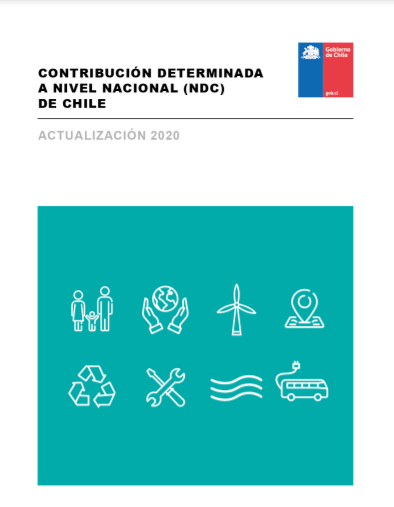 CONTRIBUCIÓN DETERMINADA
A NIVEL NACIONAL (NDC)
DE CHILE
Gobierno
de Chile
gob.cl
ACTUALIZACIÓN 2020